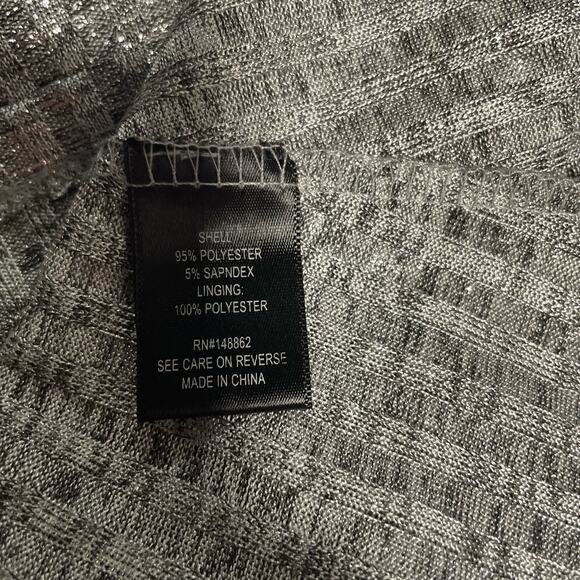 SHELL:
95% POLYESTER
5% SAPNDEX
LINGING:
100% POLYESTER
RN#148862
SEE CARE ON REVERSE
MADE IN CHINA